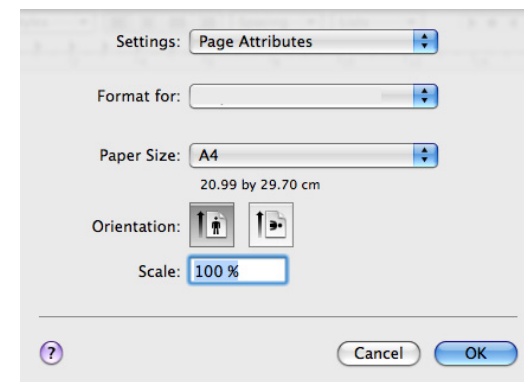 Settings: Page Attributes
Format for:
Paper Size: A4
20.99 by 29.70 cm
Orientation:
Scale: 100 %
? Cancel OK